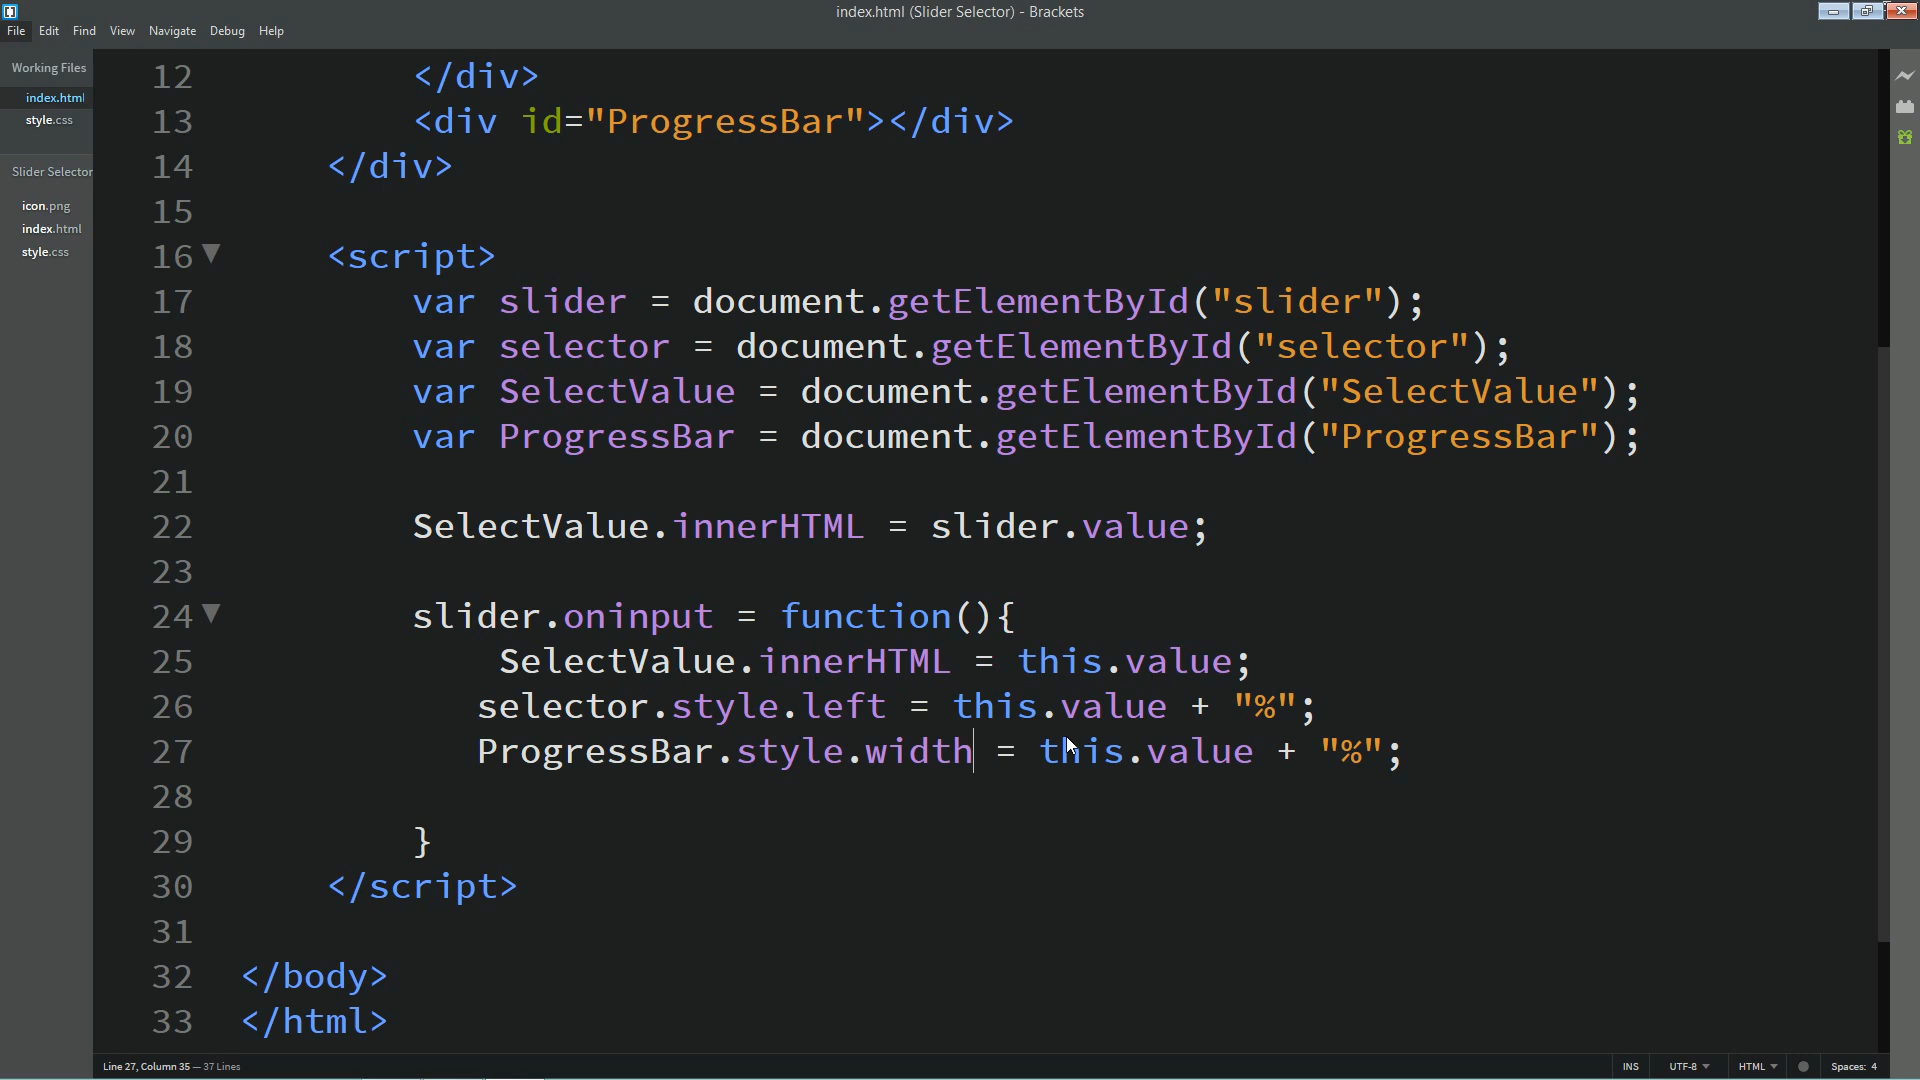 index.html (Slider Selector) - Brackets
File Edit Find View Navigate Debug Help
Working Files
index.html
style.css
Slider Selector
icon.png
index.html
style.css
12 </div>
13 <div id="ProgressBar"></div>
14 </div>
15
16 <script>
17 var slider = document.getElementById("slider");
18 var selector = document.getElementById("selector");
19 var SelectValue = document.getElementById("SelectValue");
20 var ProgressBar = document.getElementById("ProgressBar");
21
22 SelectValue.innerHTML = slider.value;
23
24 slider.oninput = function(){
25 SelectValue.innerHTML = this.value;
26 selector.style.left = this.value + "%";
27 ProgressBar.style.width = this.value + "%";
28
29 }
30 </script>
31
32 </body>
33 </html>
Line 27, Column 35 — 37 Lines
INS UTF-8 HTML Spaces: 4